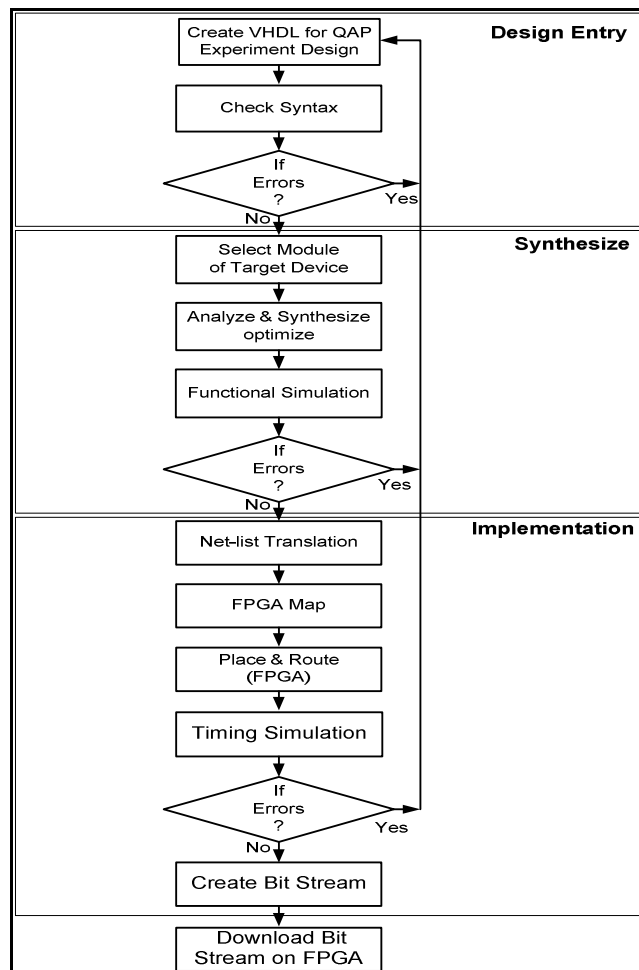 Design Entry
Create VHDL for QAP
Experiment Design
Check Syntax
If
Errors
?
Yes
No
Synthesize
Select Module
of Target Device
Analyze & Synthesize
optimize
Functional Simulation
If
Errors
?
Yes
No
Implementation
Net-list Translation
FPGA Map
Place & Route
(FPGA)
Timing Simulation
If
Errors
?
Yes
No
Create Bit Stream
Download Bit
Stream on FPGA